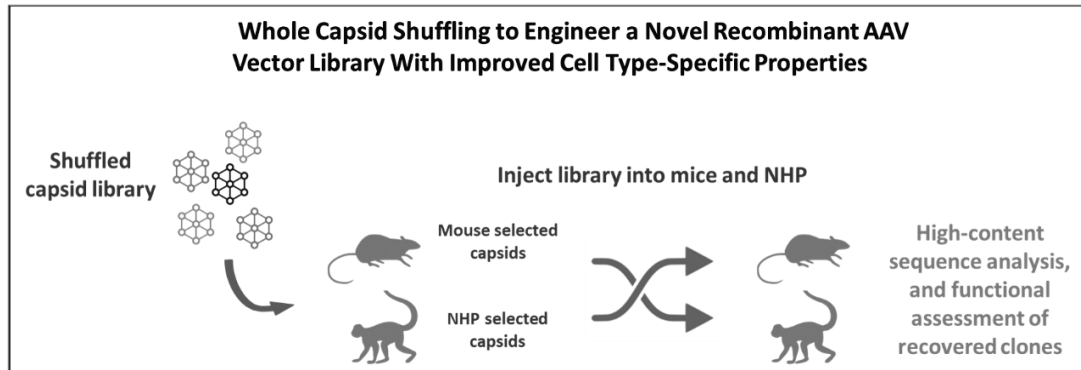 Whole Capsid Shuffling to Engineer a Novel Recombinant AAV
Vector Library With Improved Cell Type-Specific Properties
Shuffled
capsid library
Inject library into mice and NHP
Mouse selected
capsids
NHP selected
capsids
High-content
sequence analysis,
and functional
assessment of
recovered clones